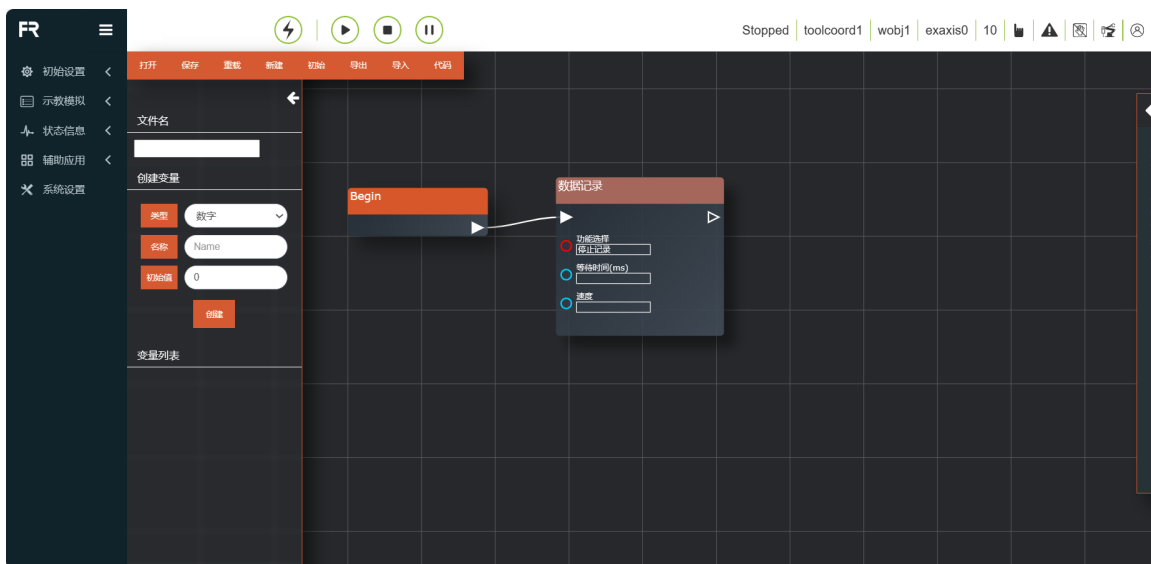 FR
Stopped toolcoord1 wobj1 exaxis0 10
初始设置
示教模拟
状态信息
辅助应用
系统设置
打开 保存 重载 新建 初始 导出 导入 代码
文件名
创建变量
类型 数字
名称 Name
初始值 0
创建
变量列表
Begin
数据记录
功能选择
停止记录
等待时间(ms)
速度